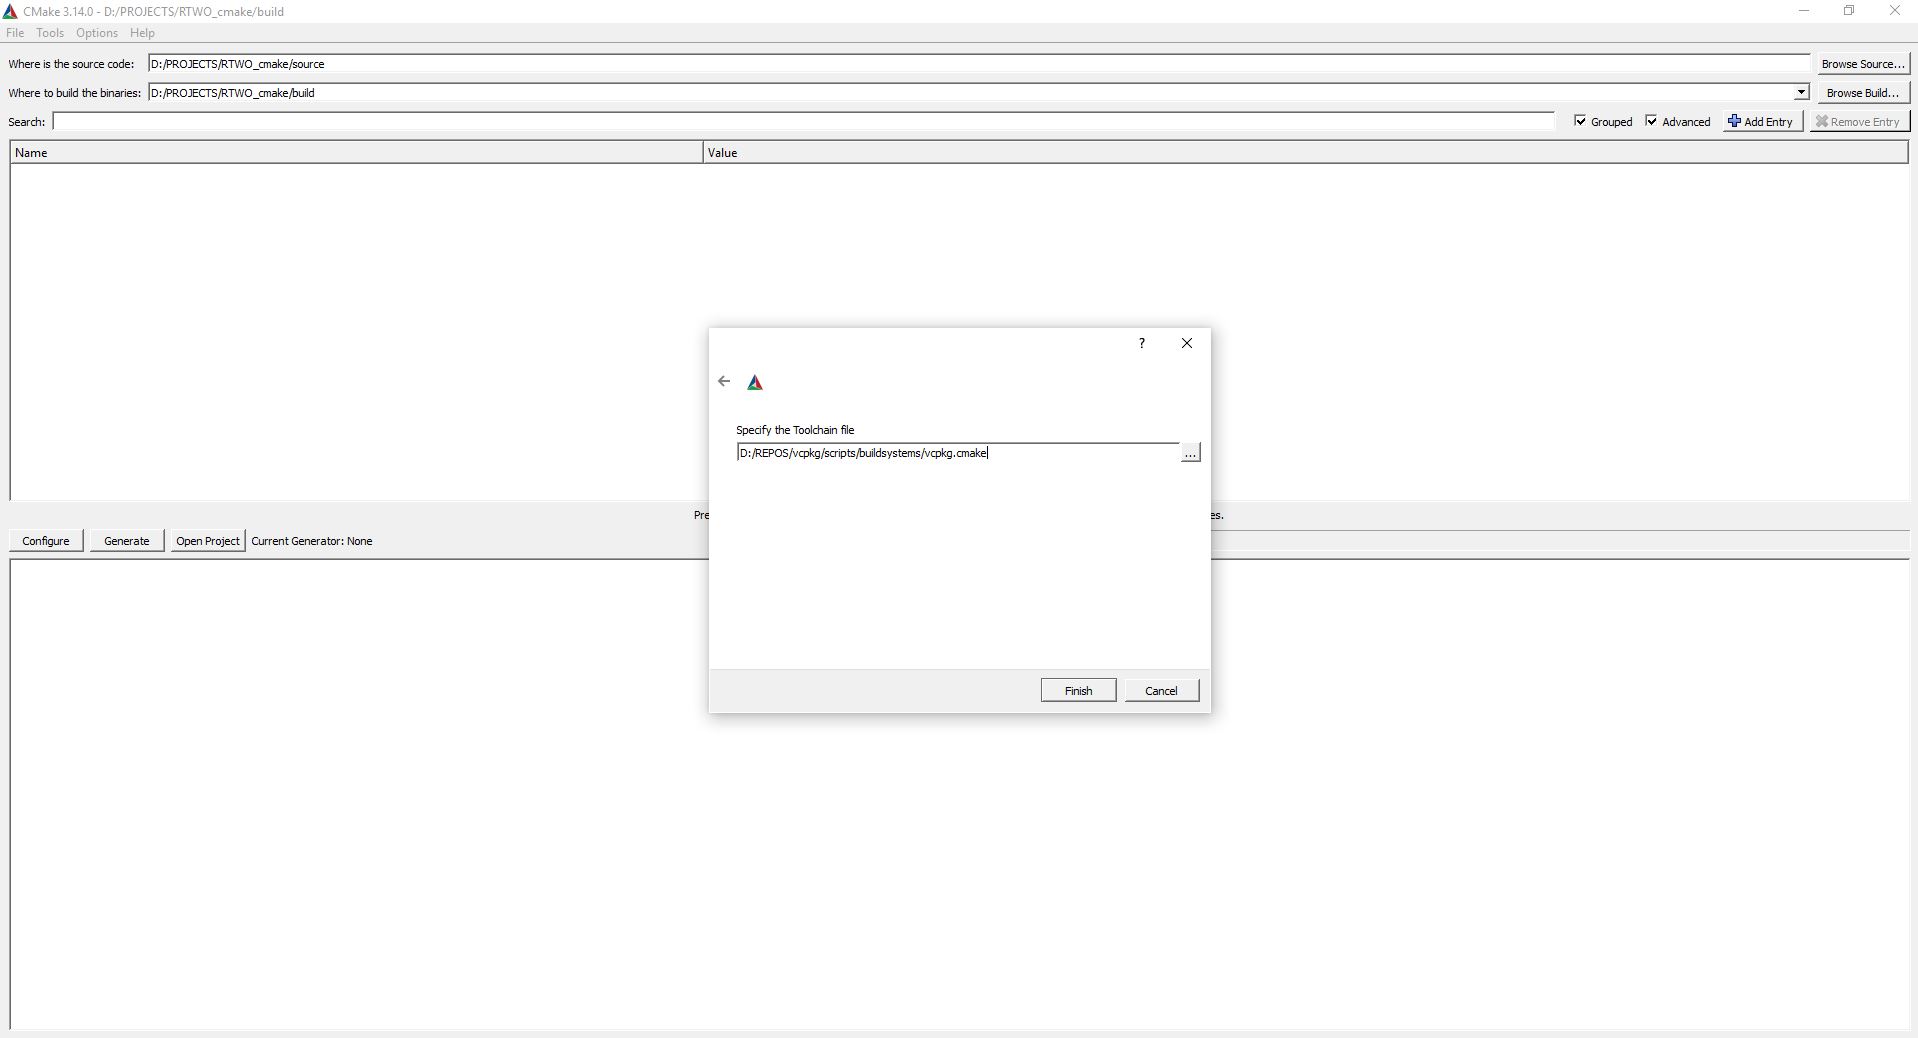 CMake 3.14.0 - D:/PROJECTS/RTWO_cmake/build
File Tools Options Help
Where is the source code: D:/PROJECTS/RTWO_cmake/source Browse Source...
Where to build the binaries: D:/PROJECTS/RTWO_cmake/build Browse Build...
Search: Grouped Advanced Add Entry Remove Entry
Name Value
?
Specify the Toolchain file
D:/REPOS/vcpkg/scripts/buildsystems/vcpkg.cmake ...
Pre es.
Configure Generate Open Project Current Generator: None
Finish Cancel